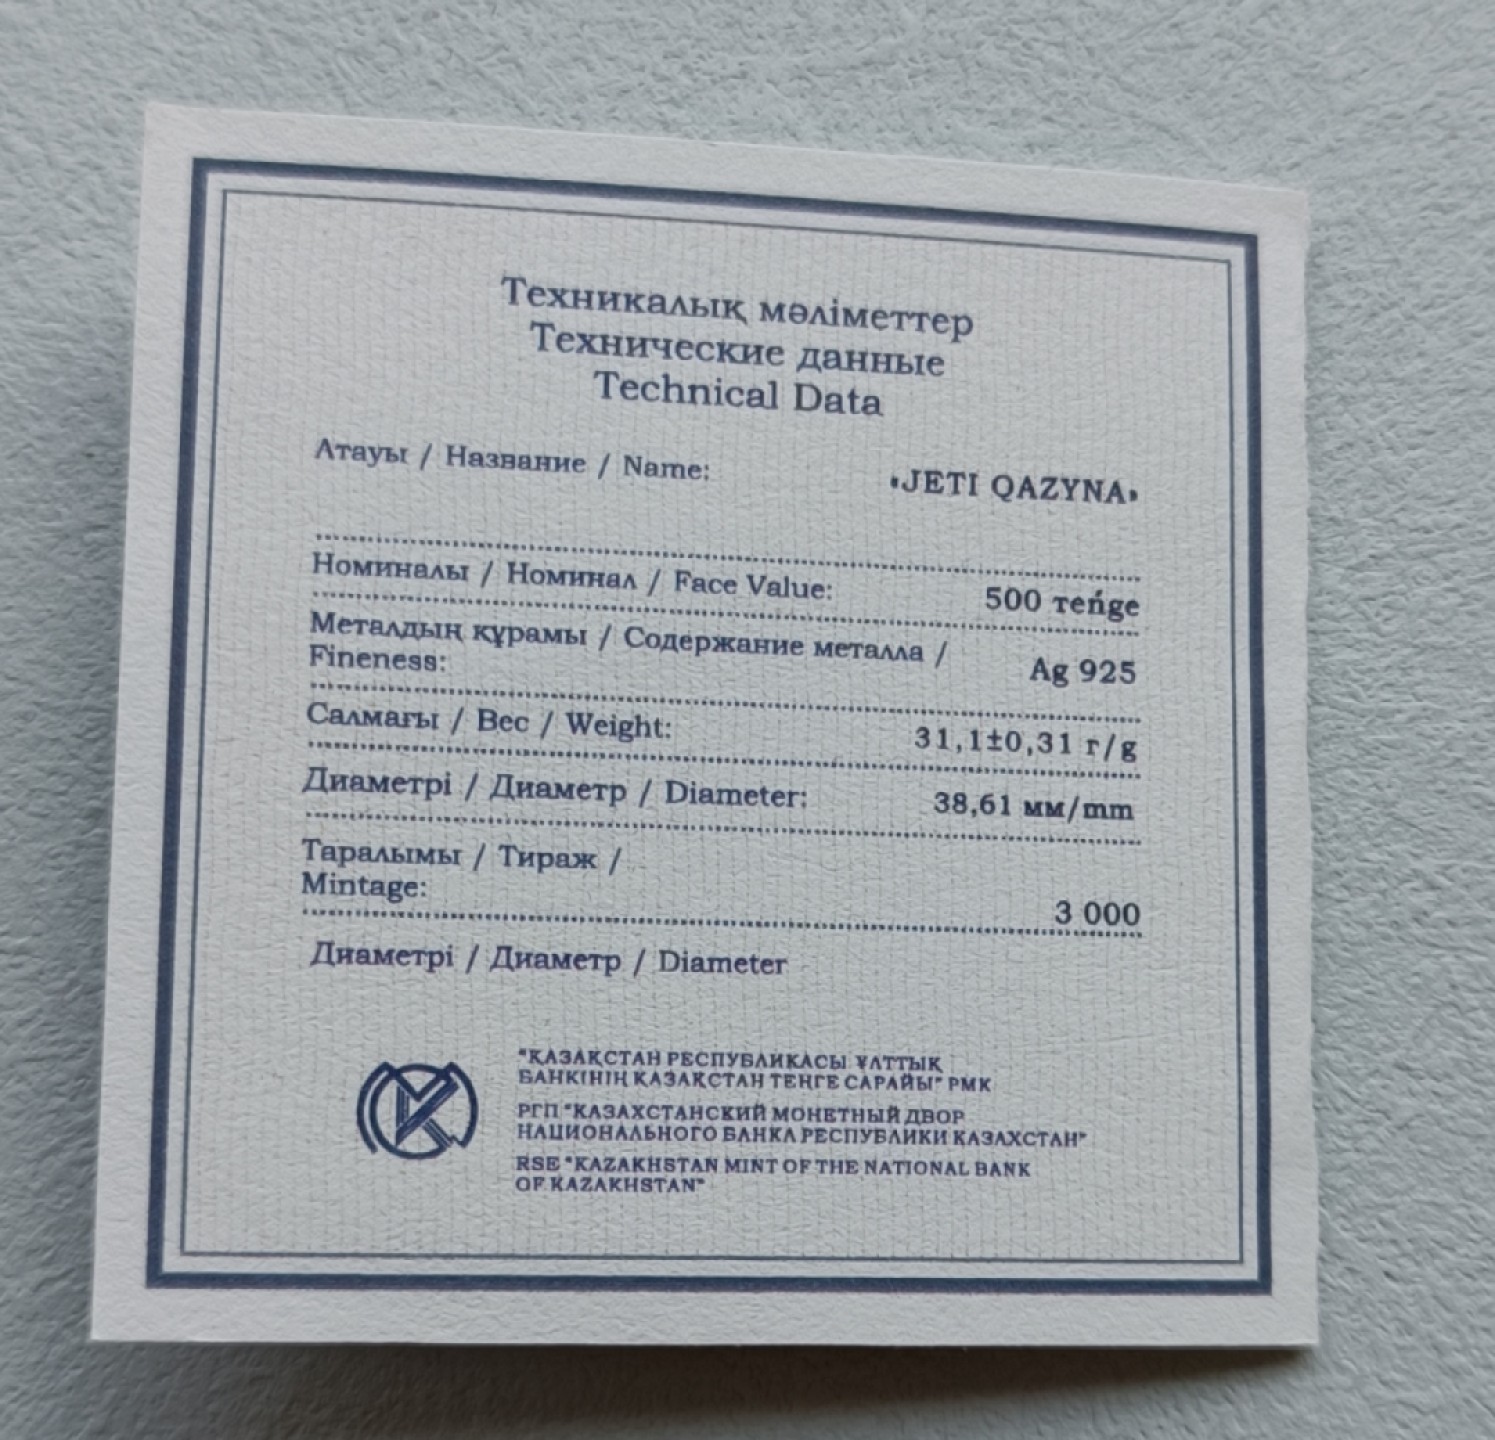 Техникалық мәліметтер
Технические данные
Technical Data
Атауы / Название / Name: «JETI QAZYNA»
Номиналы / Номинал / Face Value: 500 теńge
Металдың құрамы / Содержание металла / Fineness: Ag 925
Салмағы / Вес / Weight: 31,1±0,31 г/g
Диаметрі / Диаметр / Diameter: 38,61 мм/mm
Таралымы / Тираж /
Mintage: 3 000
Диаметрі / Диаметр / Diameter
"ҚАЗАҚСТАН РЕСПУБЛИКАСЫ ҰЛТТЫҚ
БАНКІНІҢ ҚАЗАҚСТАН ТЕҢГЕ САРАЙЫ" РМК
РГП "КАЗАХСТАНСКИЙ МОНЕТНЫЙ ДВОР
НАЦИОНАЛЬНОГО БАНКА РЕСПУБЛИКИ КАЗАХСТАН"
RSE "KAZAKHSTAN MINT OF THE NATIONAL BANK
OF KAZAKHSTAN"